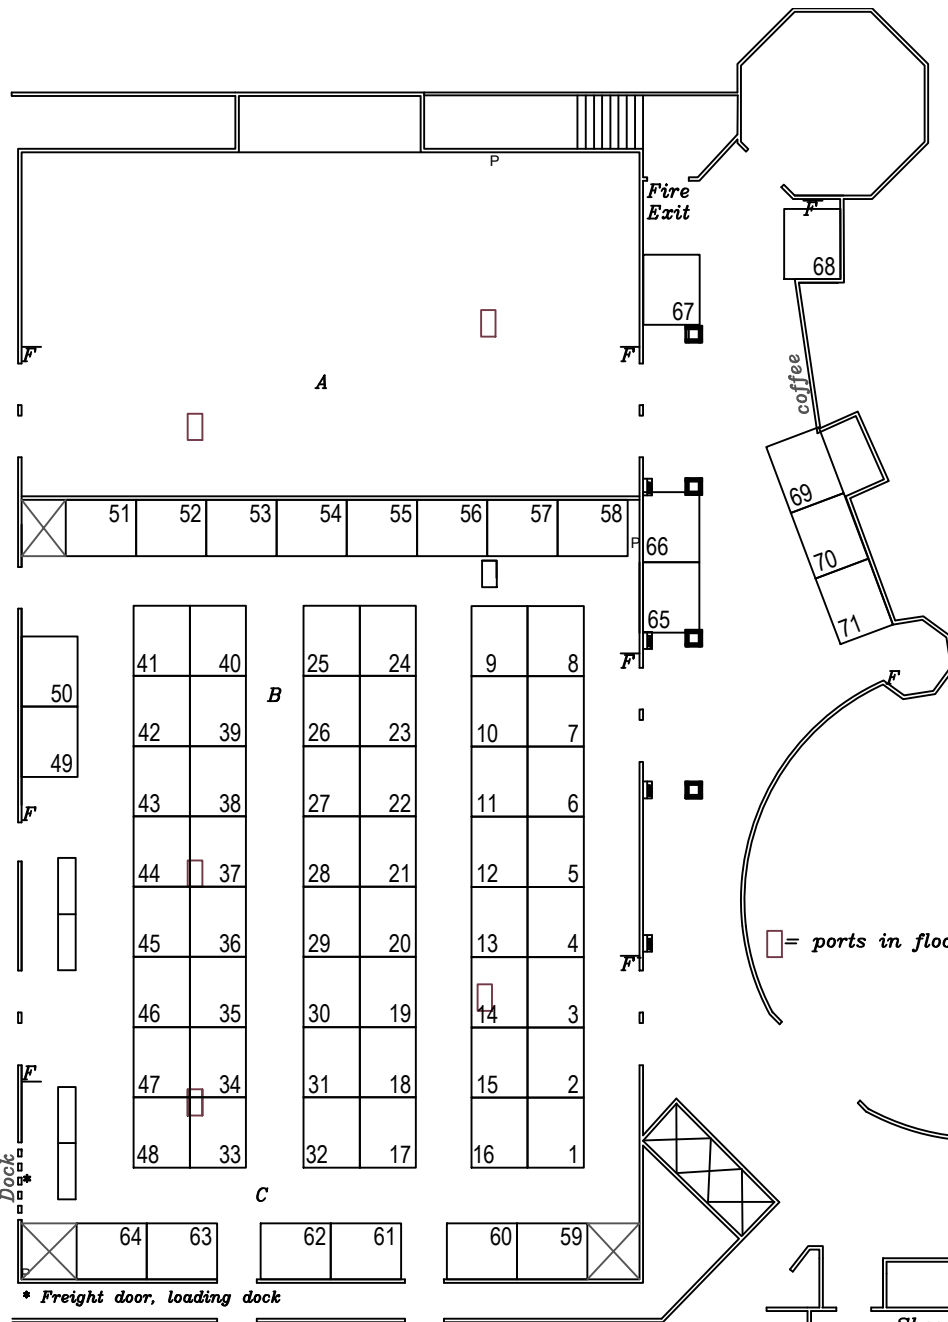 P
Fire
Exit
F
68
67
F
F
A
coffee
51 52 53 54 55 56 57 58
69
P
66
70
65
71
41 40 25 24 9 8
F
50
B
F
42 39 26 23 10 7
49
43 38 27 22 11 6
F
44 37 28 21 12 5
45 36 29 20 13 4
= ports in
F
46 35 30 19 14 3
F
47 34 31 18 15 2
48 33 32 17 16 1
Dock
*
C
64 63 62 61 60 59
P
* Freight door, loading dock